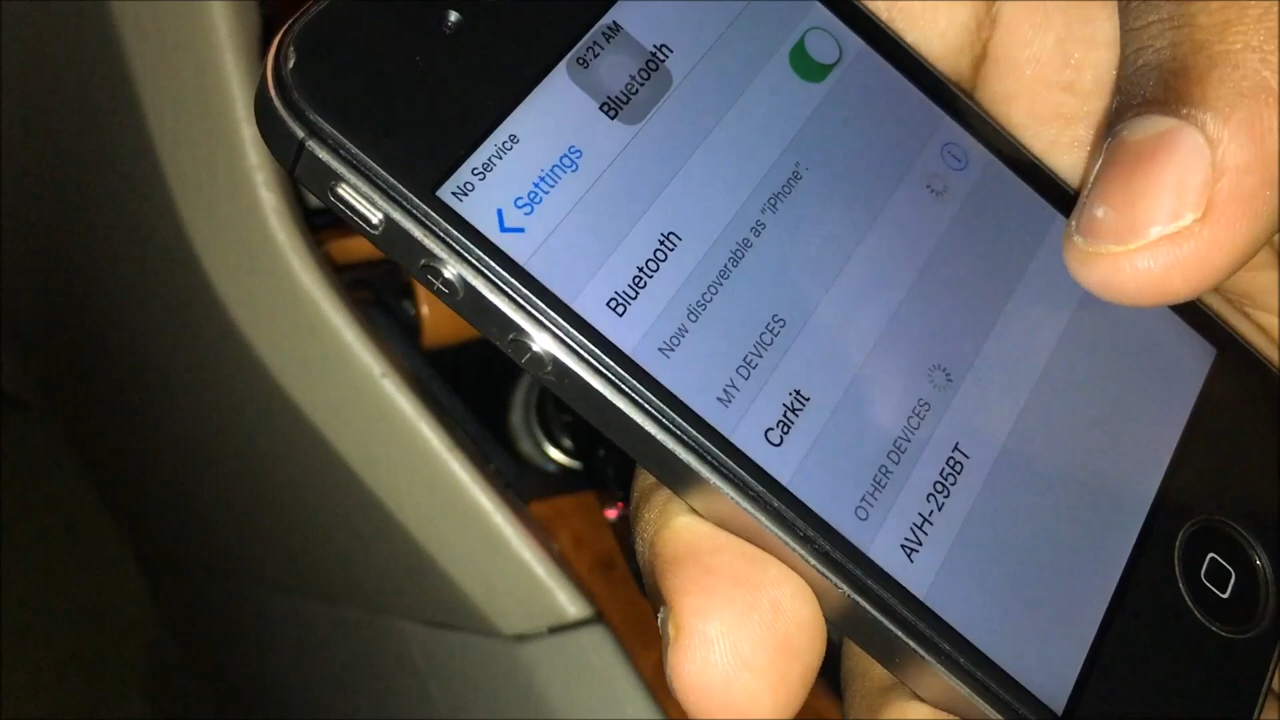 No Service
9:21 AM
Settings
Bluetooth
Bluetooth
Now discoverable as "iPhone".
MY DEVICES
Carkit
OTHER DEVICES
AVH-295BT